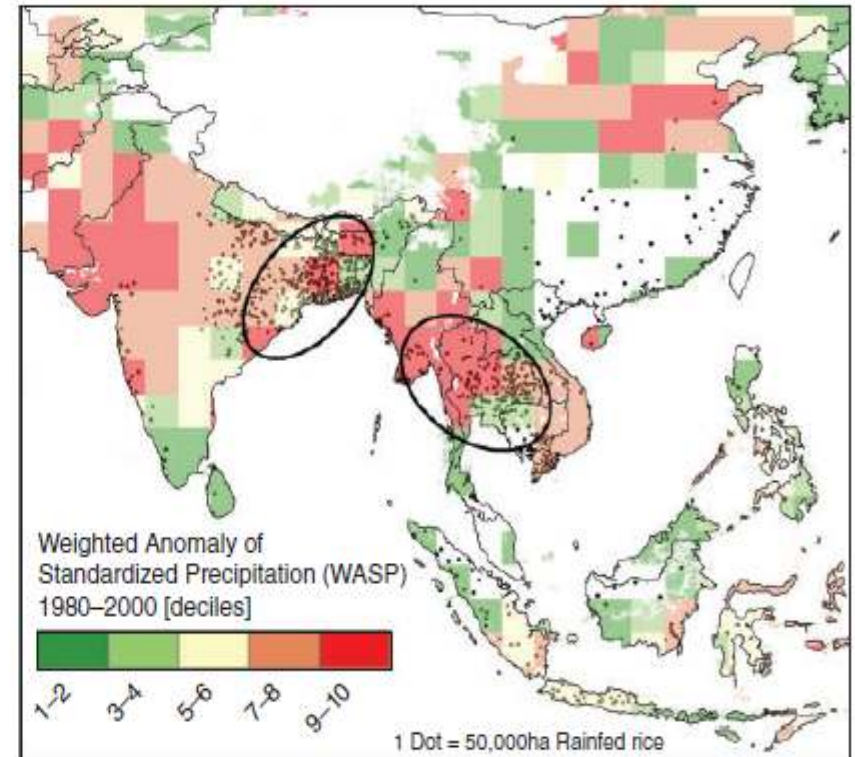 Weighted Anomaly of
Standardized Precipitation (WASP)
1980–2000 [deciles]
1–2
3–4
5–6
7–8
9–10
1 Dot = 50,000ha Rainfed rice